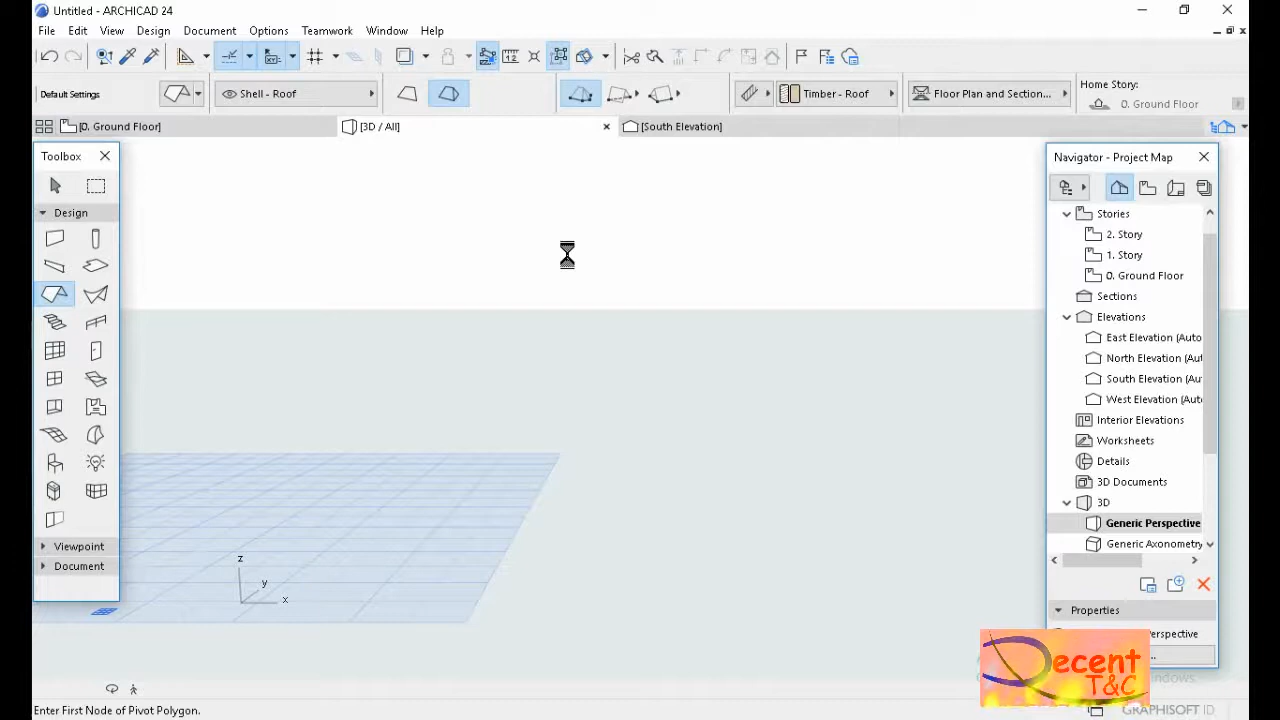 Untitled - ARCHICAD 24
File Edit View Design Options Document Teamwork Window Help
Default Settings
Shell - Roof
Timber - Roof
Floor Plan and Section...
Home Story:
0. Ground Floor
[0. Ground Floor]
[3D / All]
[South Elevation]
Toolbox
Design
Viewpoint
Document
z
y
x
Navigator - Project Map
Stories
2. Story
1. Story
0. Ground Floor
Sections
Elevations
East Elevation (Auto
North Elevation (Aut
South Elevation (Au
West Elevation (Auto
Interior Elevations
Worksheets
Details
3D Documents
3D
Generic Perspective
Generic Axonometry
Properties
erspective
Decent
T&C
Windows.
Enter First Node of Pivot Polygon.
GRAPHISOFT ID